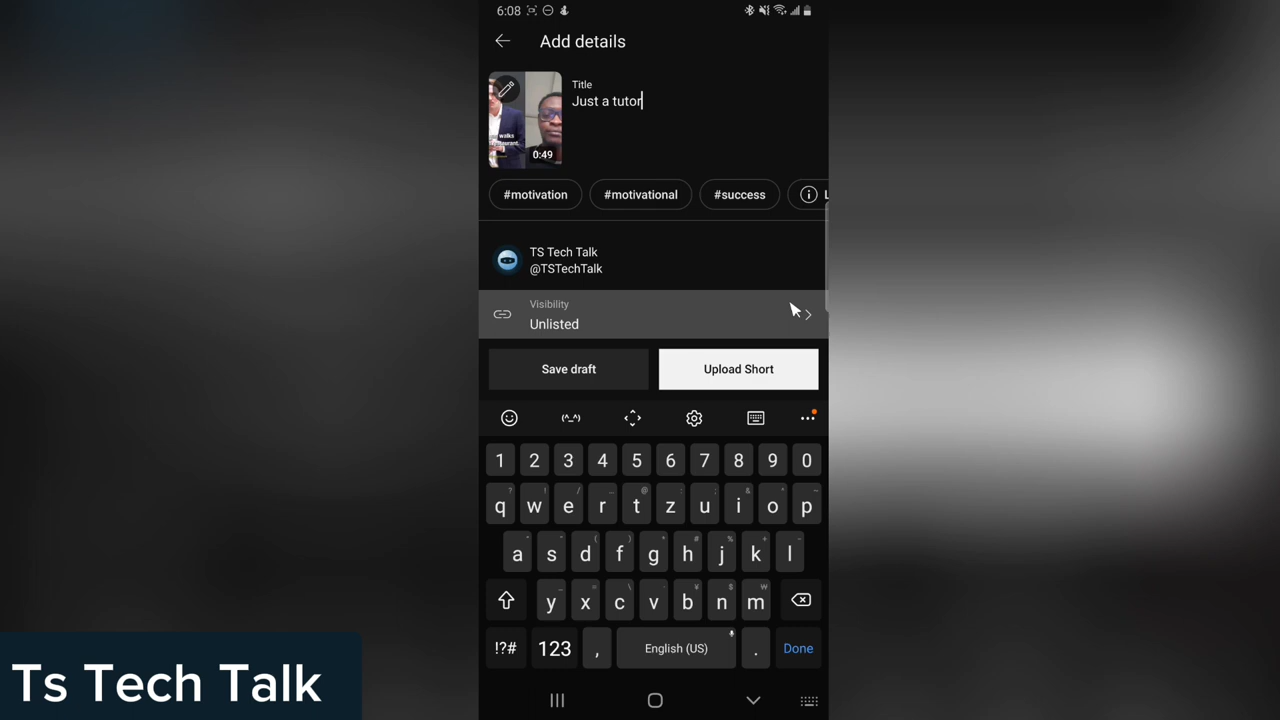 6:08
Add details
Title
Just a tutor
walks
restaurant.
0:49
#motivation #motivational #success L
TS Tech Talk
@TSTechTalk
Visibility
Unlisted
Save draft Upload Short
(^_^)
1 2 3 4 5 6 7 8 9 0
q w e r t z u i o p
a s d f g h j k l
y x c v b n m
!?# 123 , English (US) . Done
Ts Tech Talk